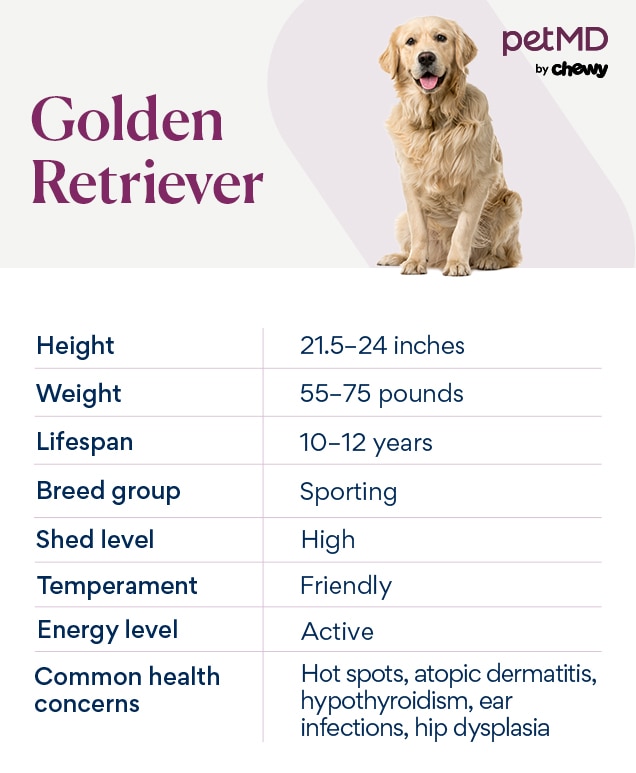 petMD
by chewy
Golden
Retriever
Height 21.5–24 inches
Weight 55–75 pounds
Lifespan 10–12 years
Breed group Sporting
Shed level High
Temperament Friendly
Energy level Active
Common health concerns
Hot spots, atopic dermatitis,
hypothyroidism, ear
infections, hip dysplasia